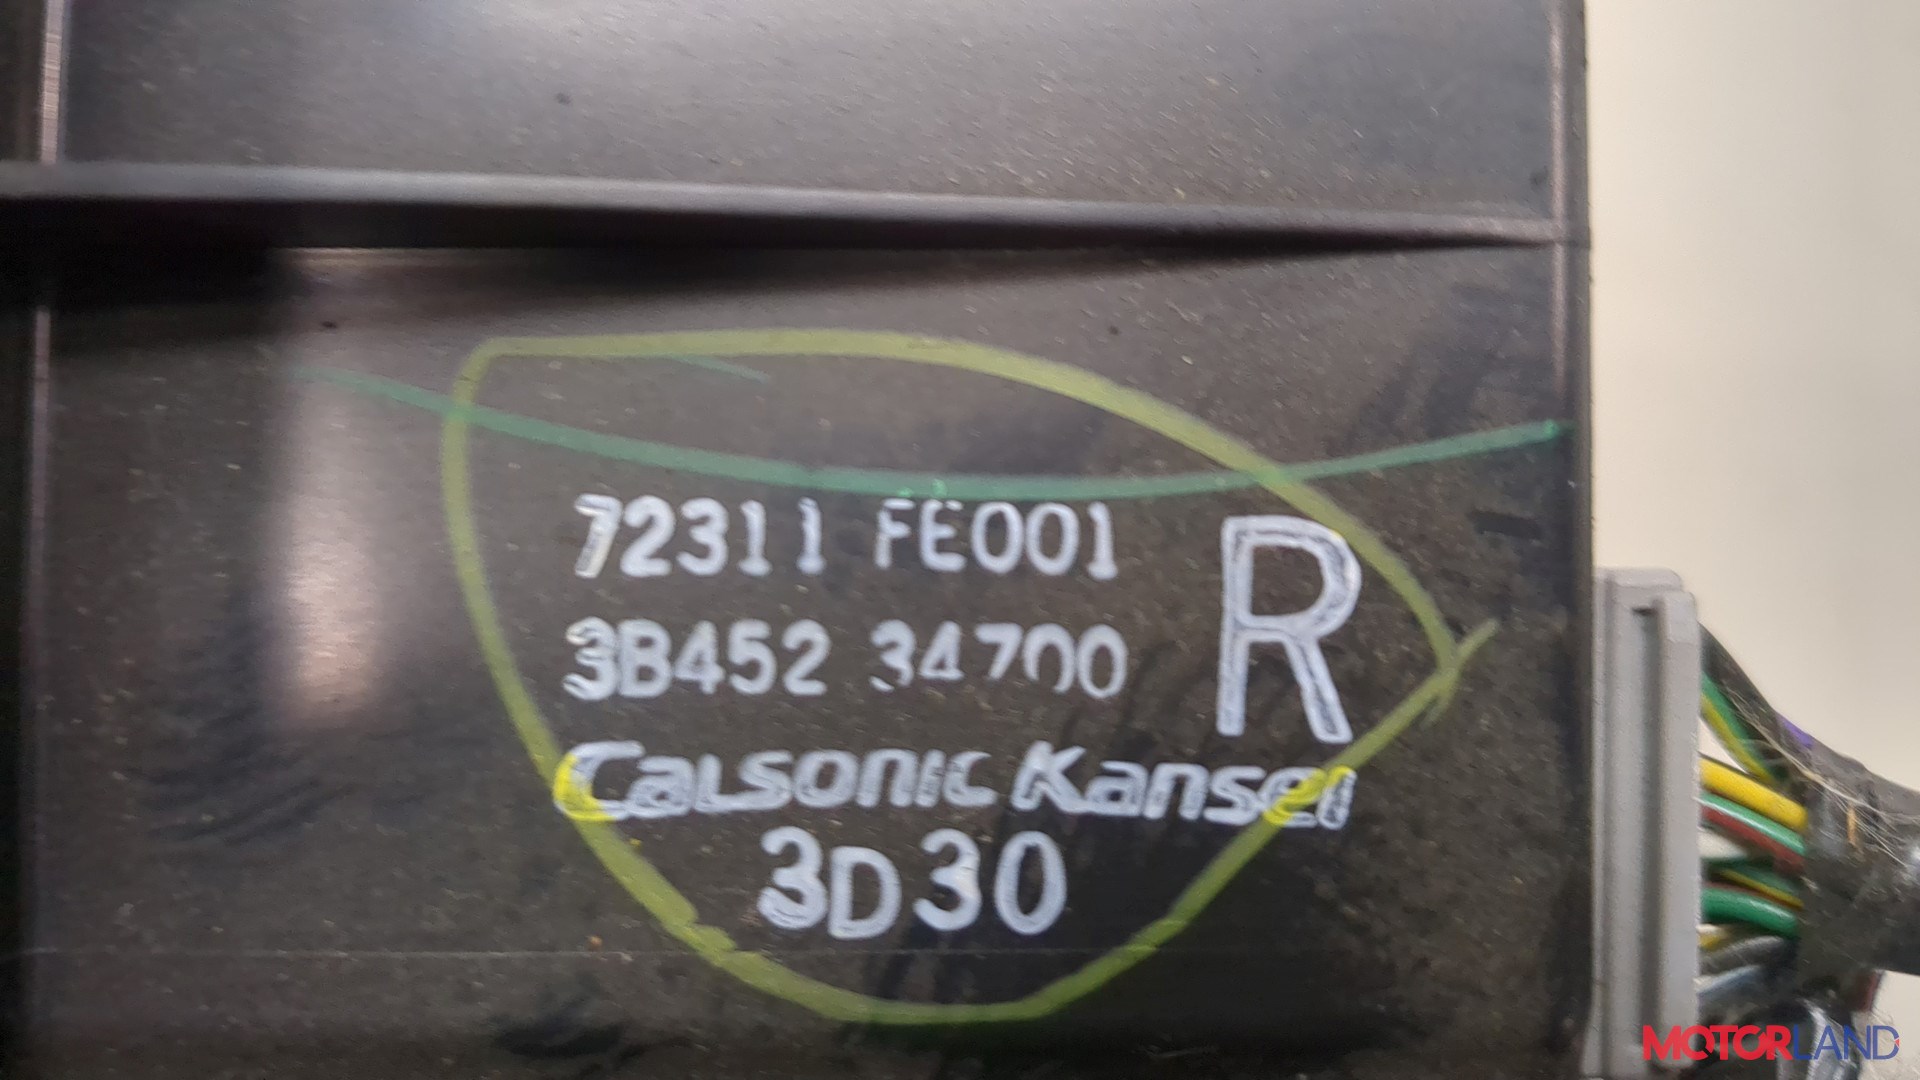 72311 FE001
R
3B452 34700
Calsonic Kansei
3D30
MOTORLAND